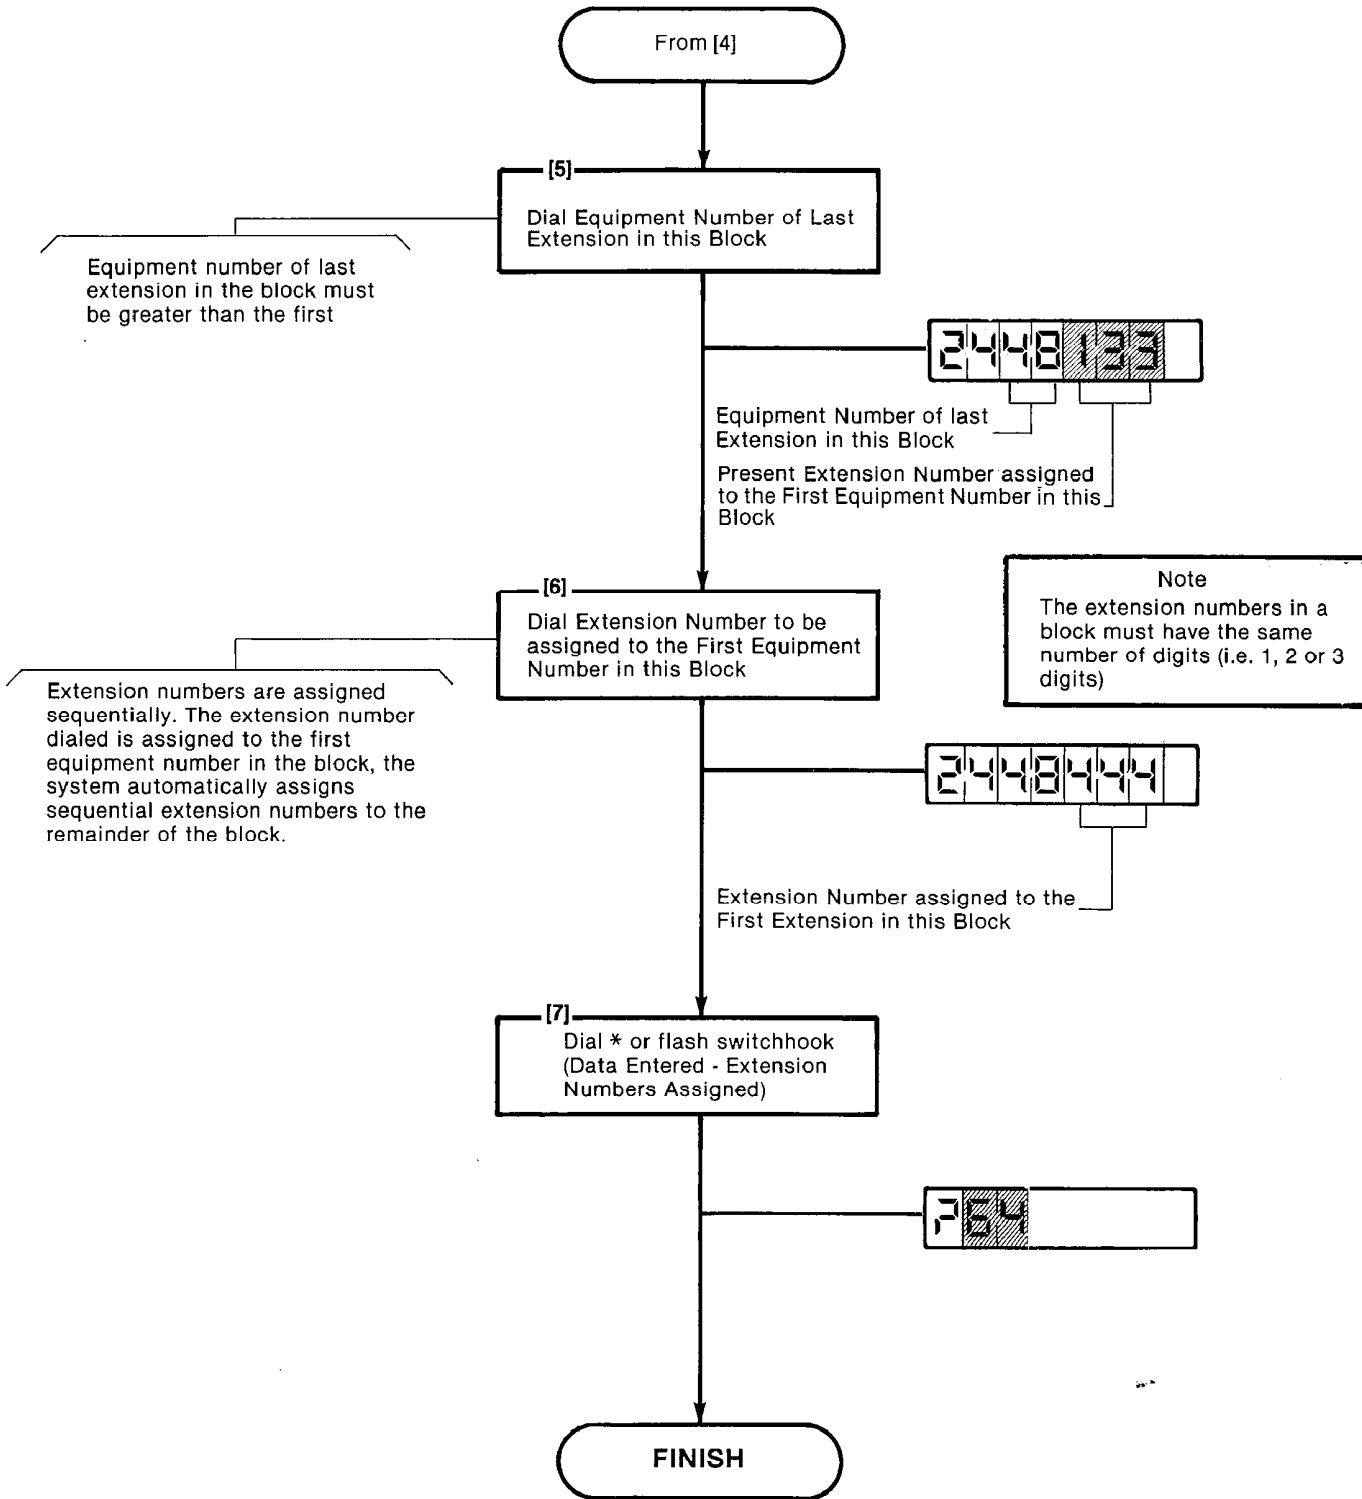 From [4]
[5]
Dial Equipment Number of Last
Extension in this Block
Equipment number of last
extension in the block must
be greater than the first
2448133
Equipment Number of last
Extension in this Block
Present Extension Number assigned
to the First Equipment Number in this
Block
[6]
Dial Extension Number to be
assigned to the First Equipment
Number in this Block
Note
The extension numbers in a
block must have the same
number of digits (i.e. 1, 2 or 3
digits)
Extension numbers are assigned
sequentially. The extension number
dialed is assigned to the first
equipment number in the block, the
system automatically assigns
sequential extension numbers to the
remainder of the block.
2448444
Extension Number assigned to the
First Extension in this Block
[7]
Dial * or flash switchhook
(Data Entered - Extension
Numbers Assigned)
P64
FINISH